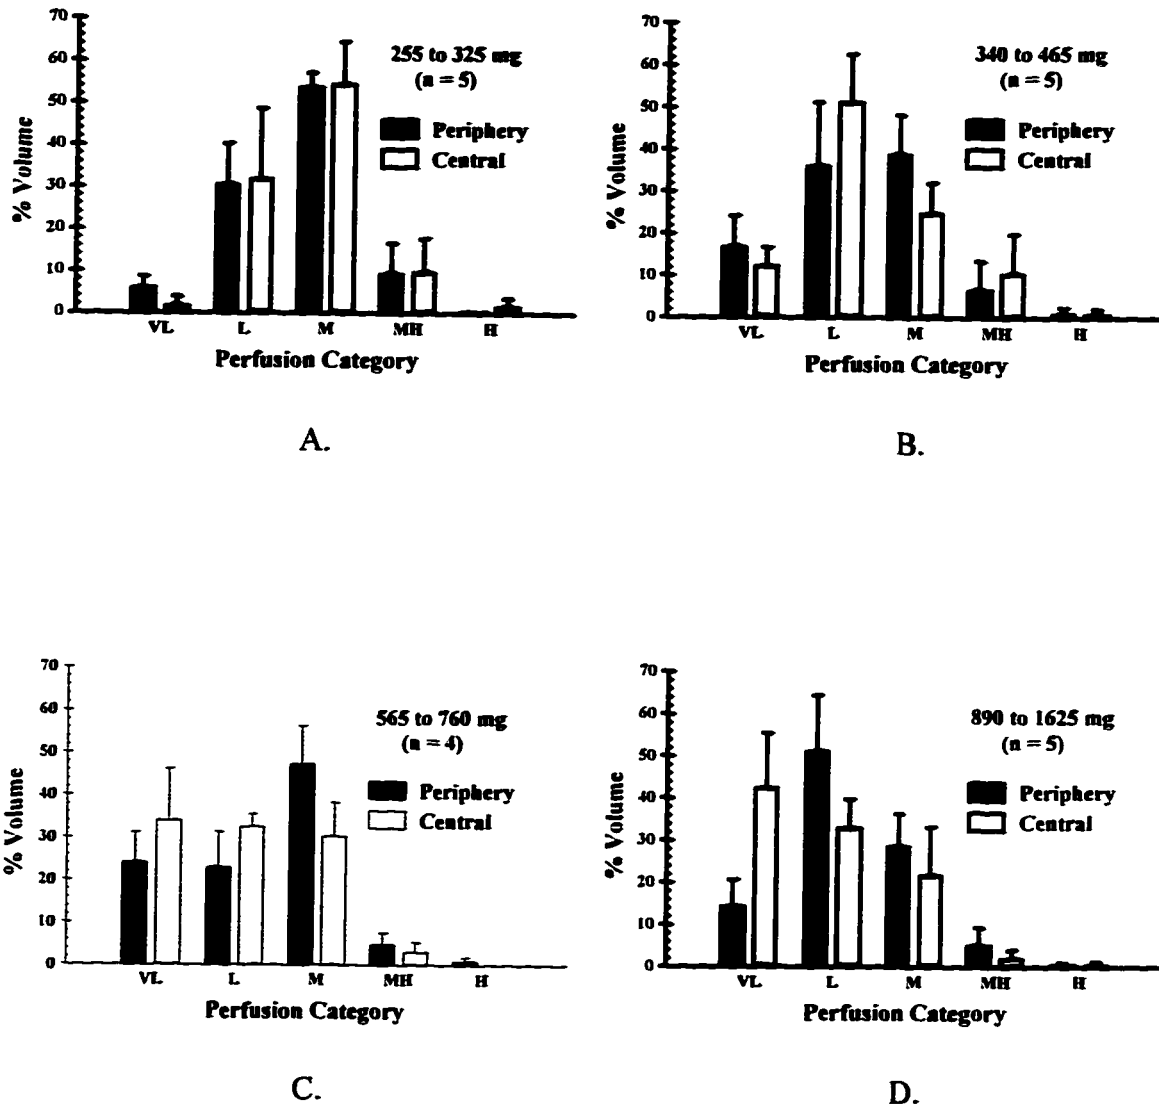 70
60
50
40
30
20
10
0
% Volume
255 to 325 mg
(n = 5)
Periphery
Central
VL L M MH H
Perfusion Category
A.
70
60
50
40
30
20
10
0
% Volume
340 to 465 mg
(n = 5)
Periphery
Central
VL L M MH H
Perfusion Category
B.
70
60
50
40
30
20
10
0
% Volume
565 to 760 mg
(n = 4)
Periphery
Central
VL L M MH H
Perfusion Category
C.
70
60
50
40
30
20
10
0
% Volume
890 to 1625 mg
(n = 5)
Periphery
Central
VL L M MH H
Perfusion Category
D.